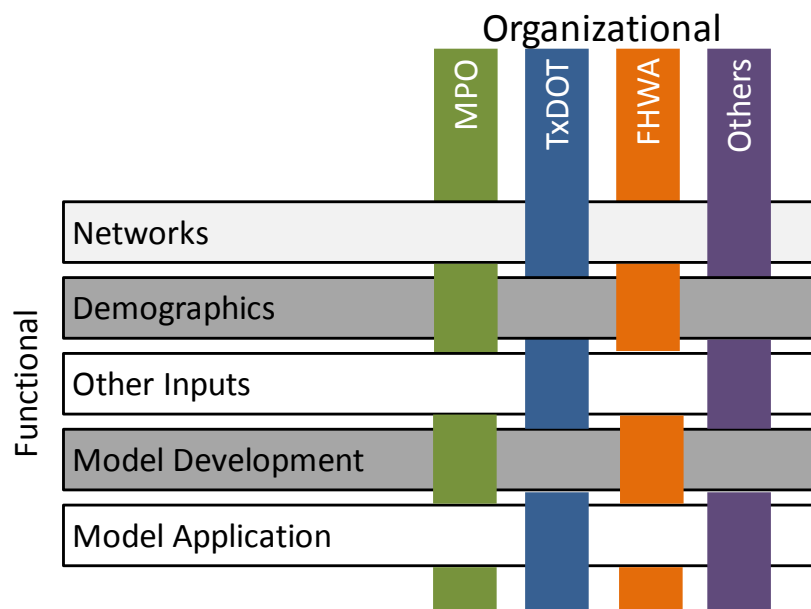 Organizational
MPO
TxDOT
FHWA
Others
Functional
Networks
Demographics
Other Inputs
Model Development
Model Application